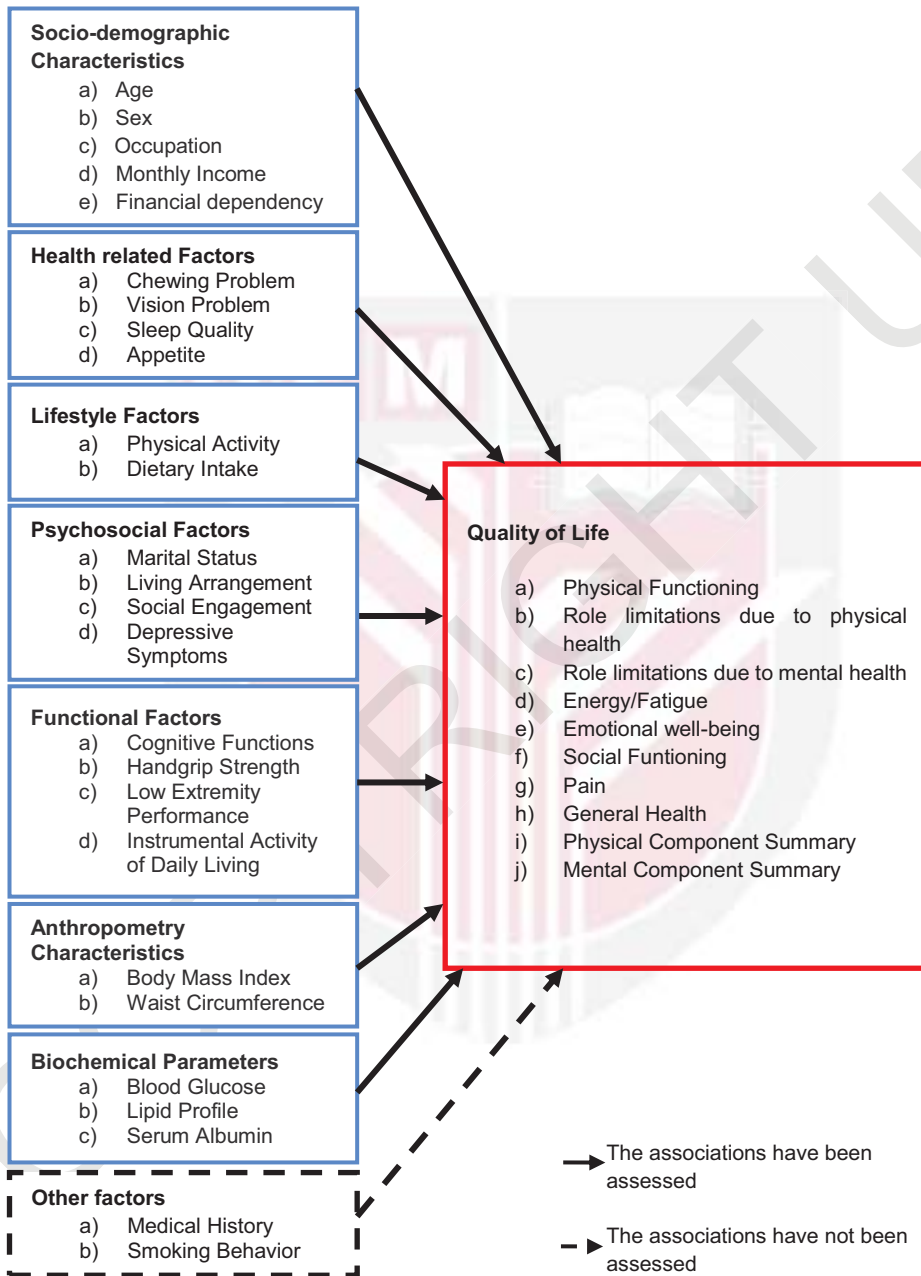 Socio-demographic
Characteristics
a) Age
b) Sex
c) Occupation
d) Monthly Income
e) Financial dependency
Health related Factors
a) Chewing Problem
b) Vision Problem
c) Sleep Quality
d) Appetite
Lifestyle Factors
a) Physical Activity
b) Dietary Intake
Psychosocial Factors
a) Marital Status
b) Living Arrangement
c) Social Engagement
d) Depressive
Symptoms
Functional Factors
a) Cognitive Functions
b) Handgrip Strength
c) Low Extremity
Performance
d) Instrumental Activity
of Daily Living
Anthropometry
Characteristics
a) Body Mass Index
b) Waist Circumference
Biochemical Parameters
a) Blood Glucose
b) Lipid Profile
c) Serum Albumin
Other factors
a) Medical History
b) Smoking Behavior
Quality of Life
a) Physical Functioning
b) Role limitations due to physical
health
c) Role limitations due to mental health
d) Energy/Fatigue
e) Emotional well-being
f) Social Funtioning
g) Pain
h) General Health
i) Physical Component Summary
j) Mental Component Summary
The associations have been
assessed
The associations have not been
assessed
M